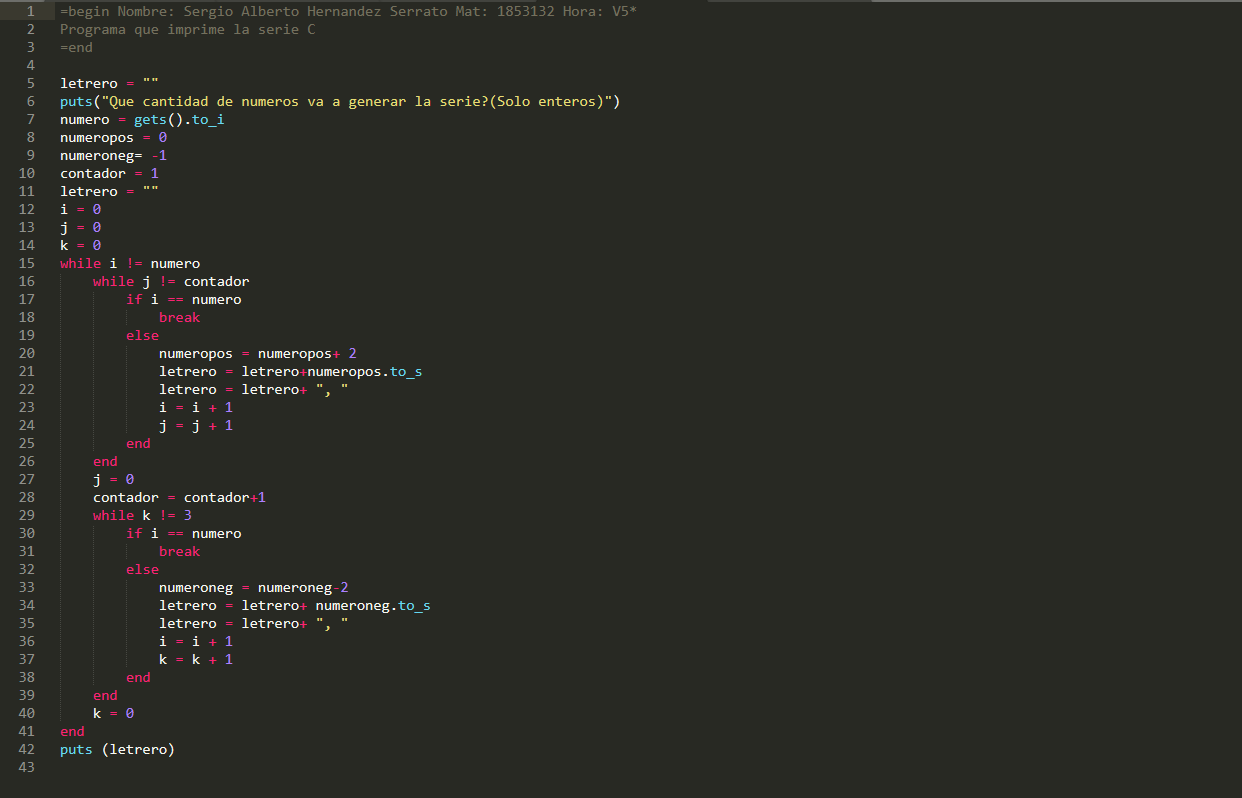 1 =begin Nombre: Sergio Alberto Hernandez Serrato Mat: 1853132 Hora: V5*
2 Programa que imprime la serie C
3 =end
4
5 letrero = ""
6 puts("Que cantidad de numeros va a generar la serie?(Solo enteros)")
7 numero = gets().to_i
8 numeropos = 0
9 numeroneg= -1
10 contador = 1
11 letrero = ""
12 i = 0
13 j = 0
14 k = 0
15 while i != numero
16     while j != contador
17         if i == numero
18             break
19         else
20             numeropos = numeropos+ 2
21             letrero = letrero+numeropos.to_s
22             letrero = letrero+ ", "
23             i = i + 1
24             j = j + 1
25         end
26     end
27     j = 0
28     contador = contador+1
29     while k != 3
30         if i == numero
31             break
32         else
33             numeroneg = numeroneg-2
34             letrero = letrero+ numeroneg.to_s
35             letrero = letrero+ ", "
36             i = i + 1
37             k = k + 1
38         end
39     end
40     k = 0
41 end
42 puts (letrero)
43